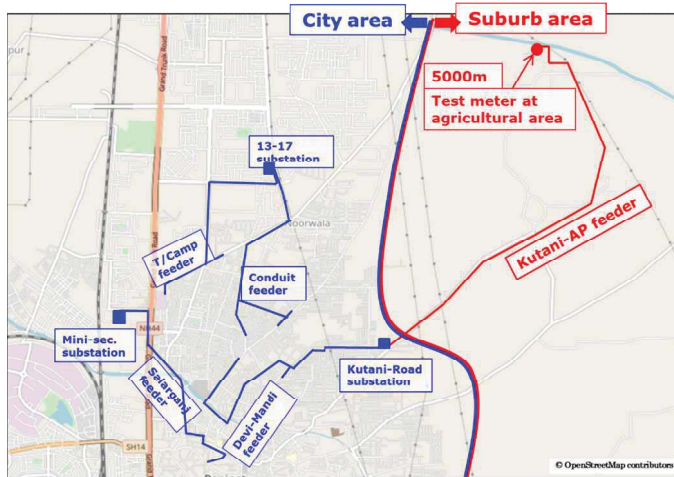 City area
Suburb area
pur
Grand Trunk Road
5000m
Test meter at
agricultural area
13-17
substation
Noorwala
T/Camp
feeder
Conduit
feeder
Kutani-AP feeder
Mini-sec.
substation
NH44
Kutani-Road
substation
Devi-Mandi
feeder
feeder
SH14
© OpenStreetMap contributors